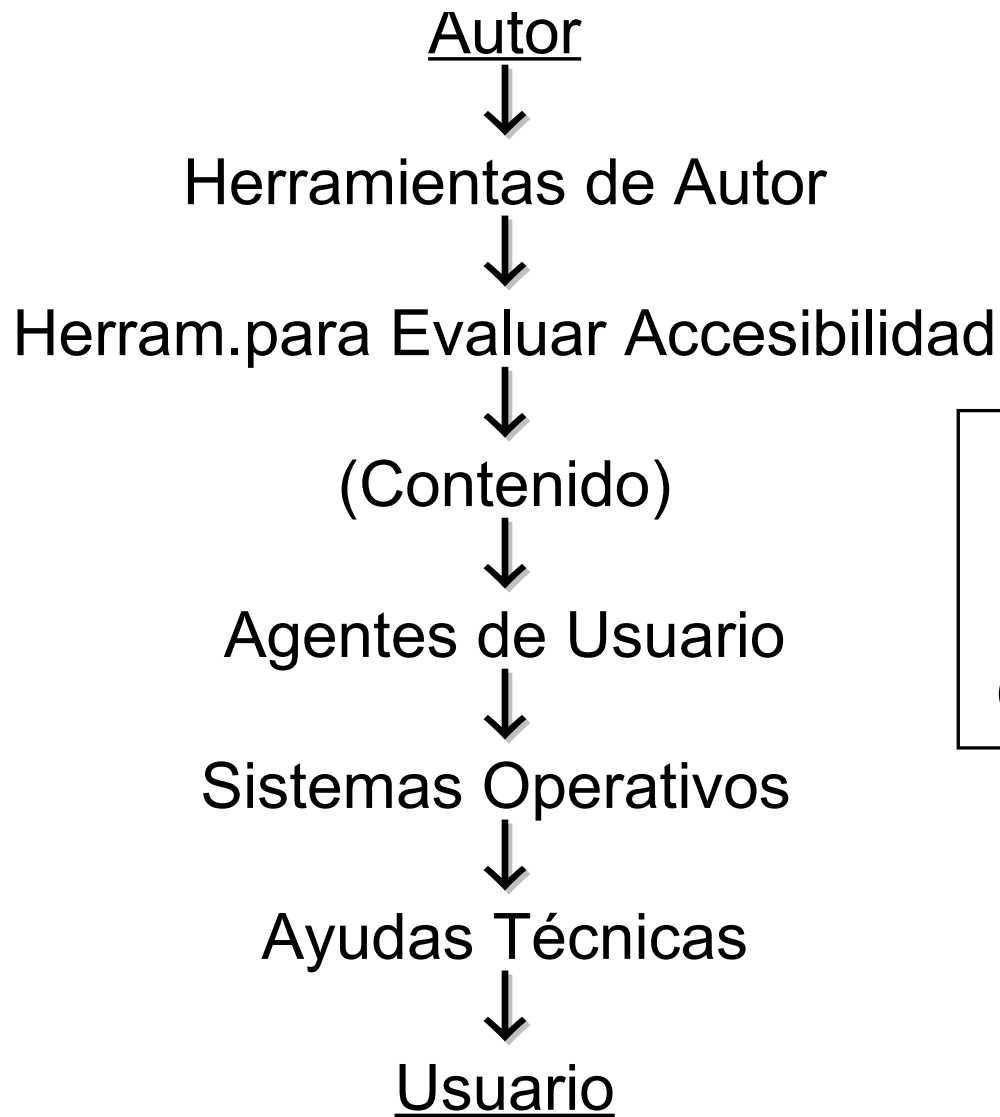 Autor
Herramientas de Autor
Herram.para Evaluar Accesibilidad
(Contenido)
Agentes de Usuario
Sistemas Operativos
Ayudas Técnicas
Usuario